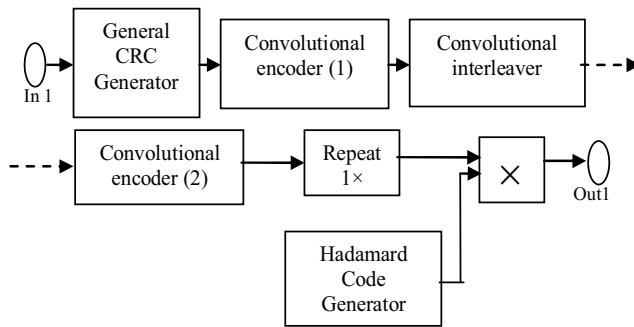 General
CRC
Generator
Convolutional
encoder (1)
Convolutional
interleaver
In 1
Convolutional
encoder (2)
Repeat
1×
×
Out1
Hadamard
Code
Generator